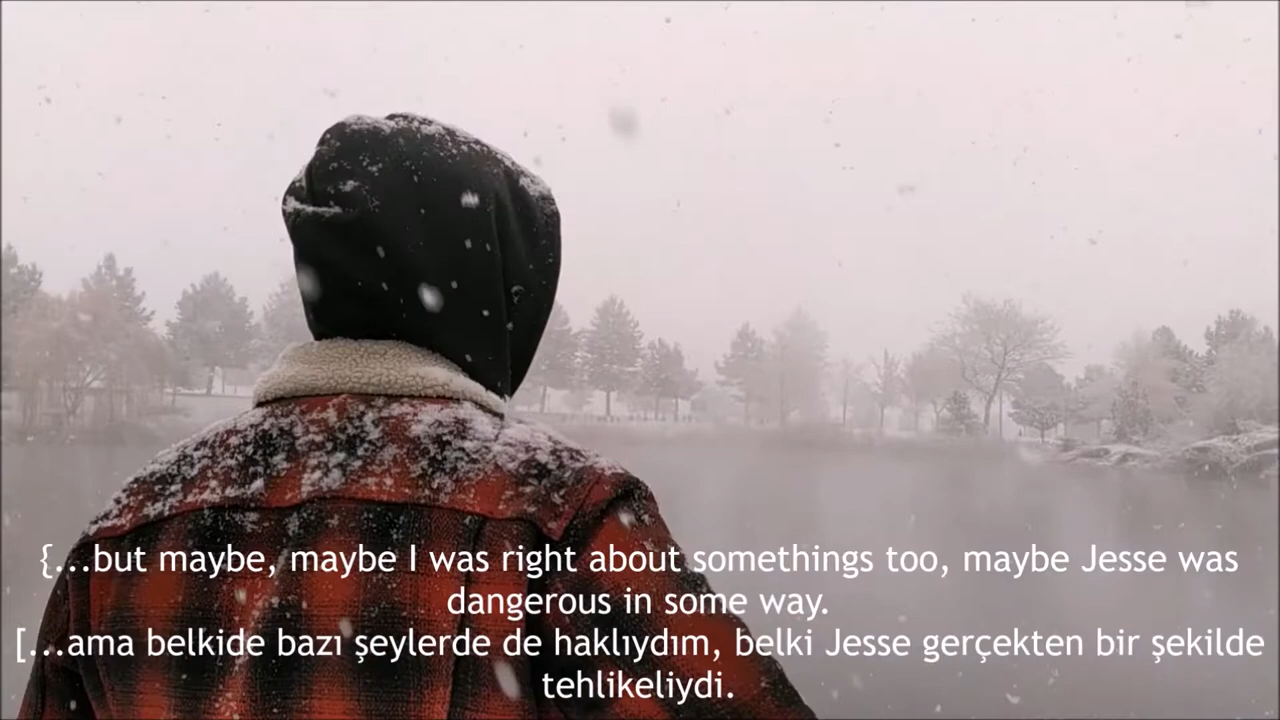 {...but maybe, maybe I was right about somethings too, maybe Jesse was
dangerous in some way.
[...ama belkide bazı şeylerde de haklıydım, belki Jesse gerçekten bir şekilde
tehlikeliydi.